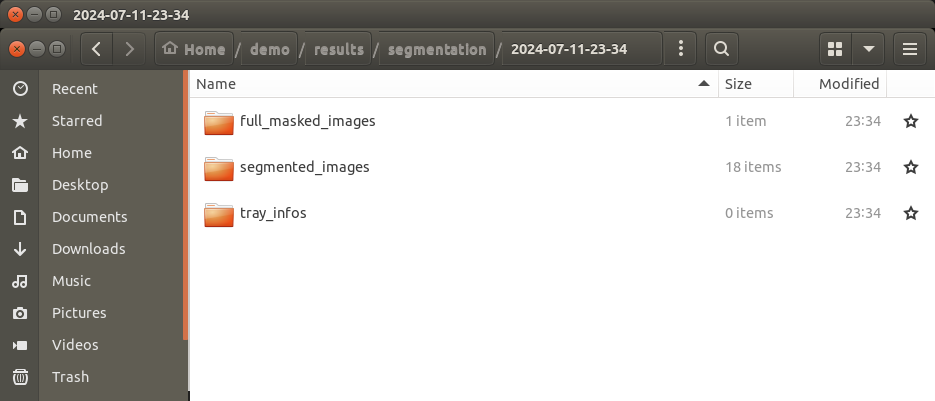 2024-07-11-23-34
Home / demo / results / segmentation / 2024-07-11-23-34
Name Size Modified
Recent
full_masked_images 1 item 23:34
Starred
Home
segmented_images 18 items 23:34
Desktop
Documents
tray_infos 0 items 23:34
Downloads
Music
Pictures
Videos
Trash